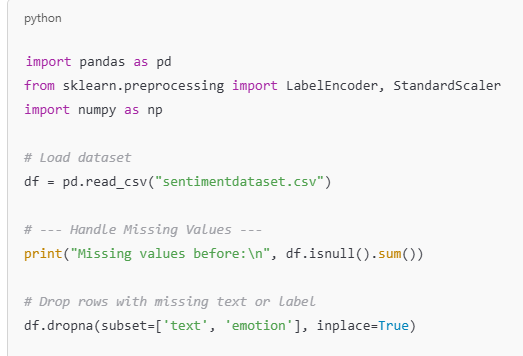 python
import pandas as pd
from sklearn.preprocessing import LabelEncoder, StandardScaler
import numpy as np
# Load dataset
df = pd.read_csv("sentimentdataset.csv")
# --- Handle Missing Values ---
print("Missing values before:\n", df.isnull().sum())
# Drop rows with missing text or label
df.dropna(subset=['text', 'emotion'], inplace=True)